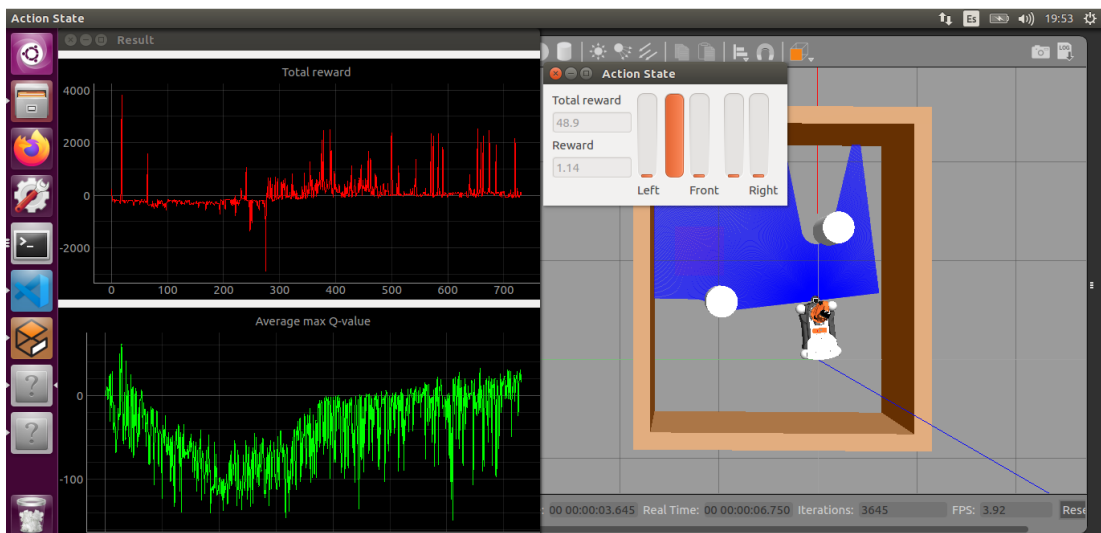 Action State
Es
19:53
Result
Total reward
4000
2000
0
-2000
0 100 200 300 400 500 600 700
Average max Q-value
0
-100
Action State
Total reward
48.9
Reward
1.14
Left Front Right
LOG
: 00 00:00:03.645 Real Time: 00 00:00:06.750 Iterations: 3645 FPS: 3.92 Rese